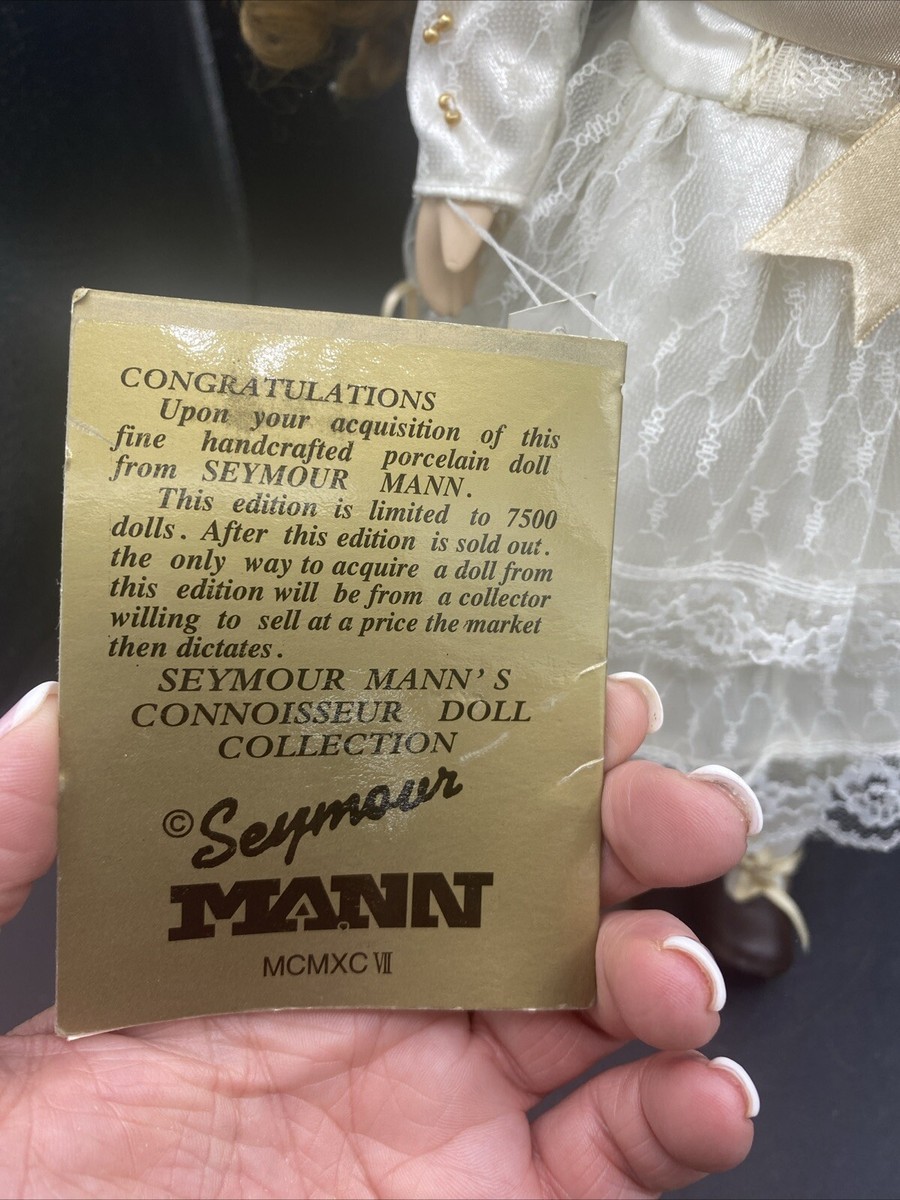 CONGRATULATIONS
Upon your acquisition of this
fine handcrafted porcelain doll
from SEYMOUR MANN.
This edition is limited to 7500
dolls. After this edition is sold out.
the only way to acquire a doll from
this edition will be from a collector
willing to sell at a price the market
then dictates.
SEYMOUR MANN'S
CONNOISSEUR DOLL
COLLECTION
© Seymour
MANN
MCMXC VII